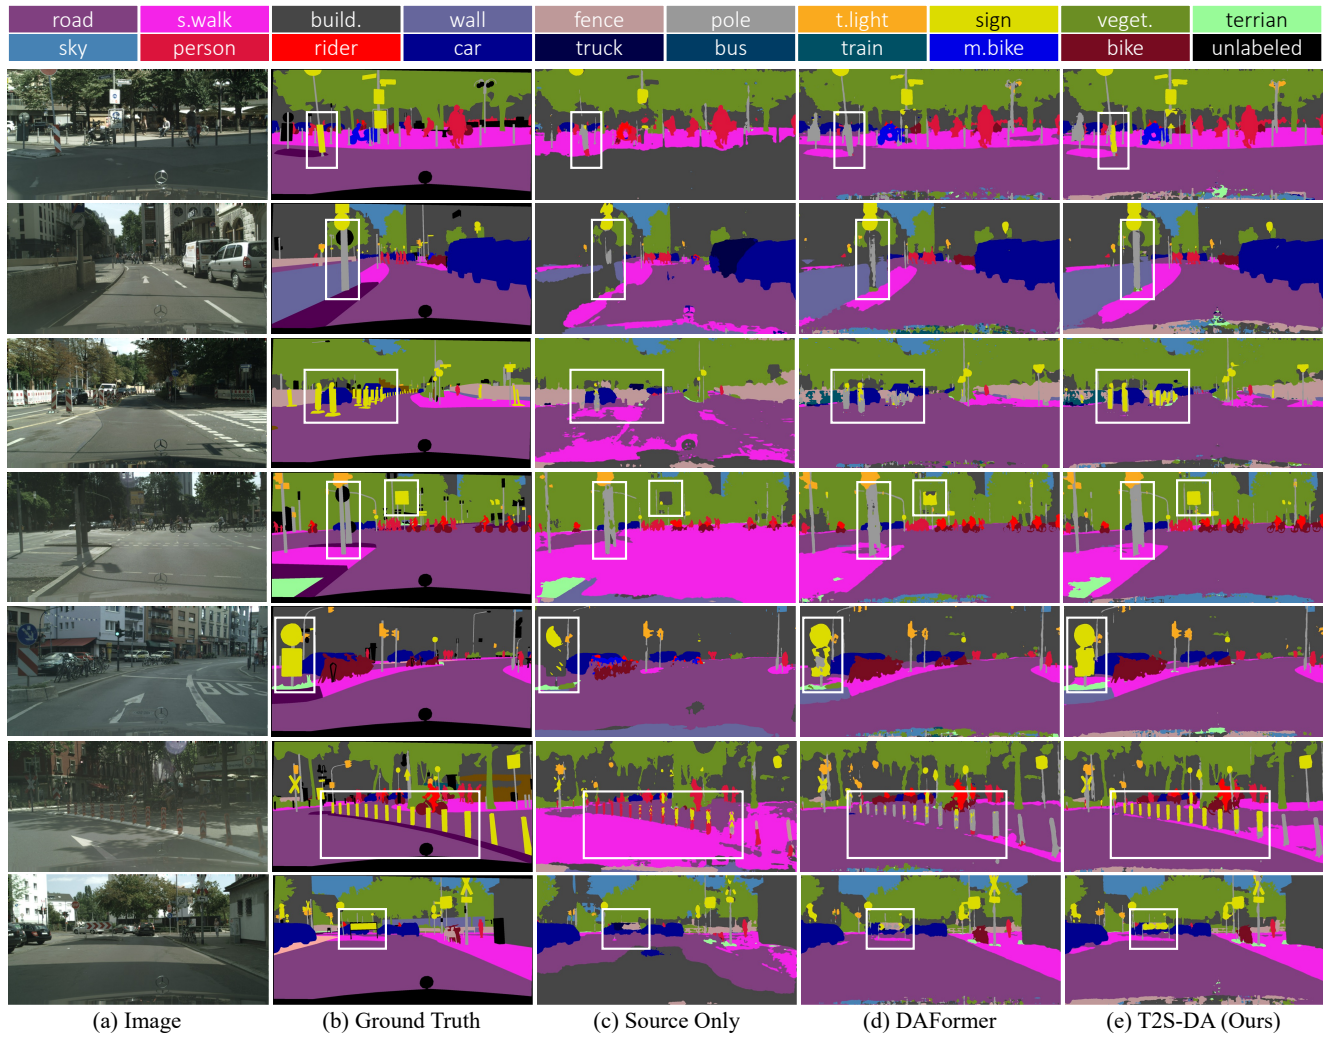 road s.walk build. wall fence pole t.light sign veget. terrian
sky person rider car truck bus train m.bike bike unlabeled
BUS
(a) Image (b) Ground Truth (c) Source Only (d) DAFormer (e) T2S-DA (Ours)